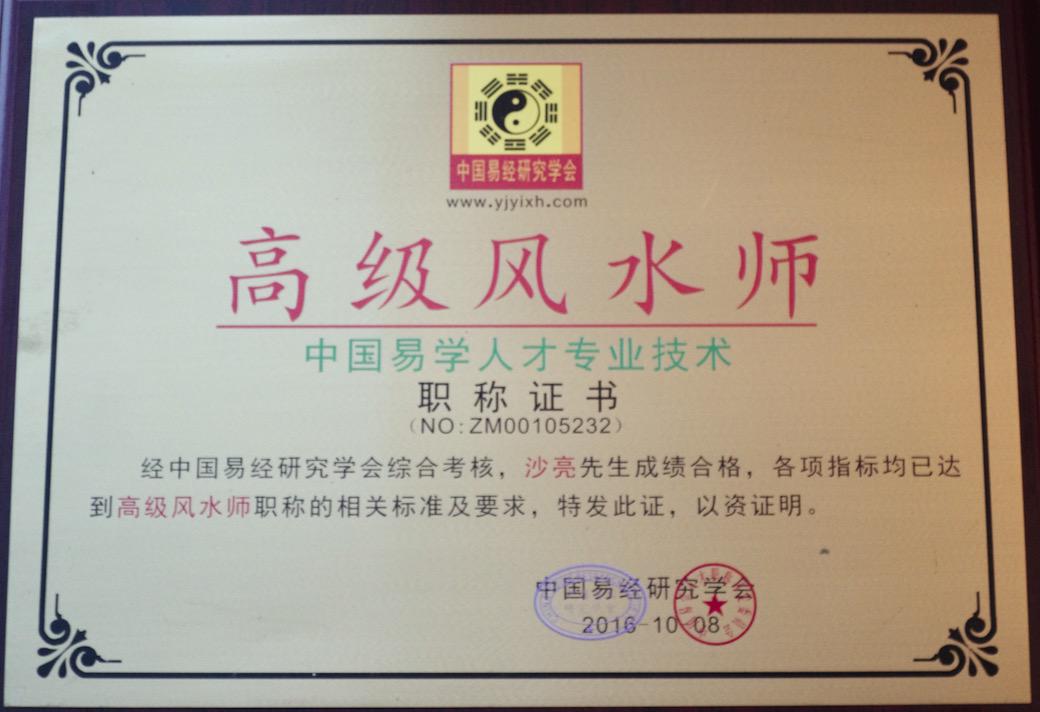 中国易经研究学会
www.yjyixh.com
高级风水师
中国易学人才专业技术
职称证书
（NO:ZM00105232）
经中国易经研究学会综合考核，沙亮先生成绩合格，各项指标均已达
到高级风水师职称的相关标准及要求，特发此证，以资证明。
中国易经研究学会
2016-10-08